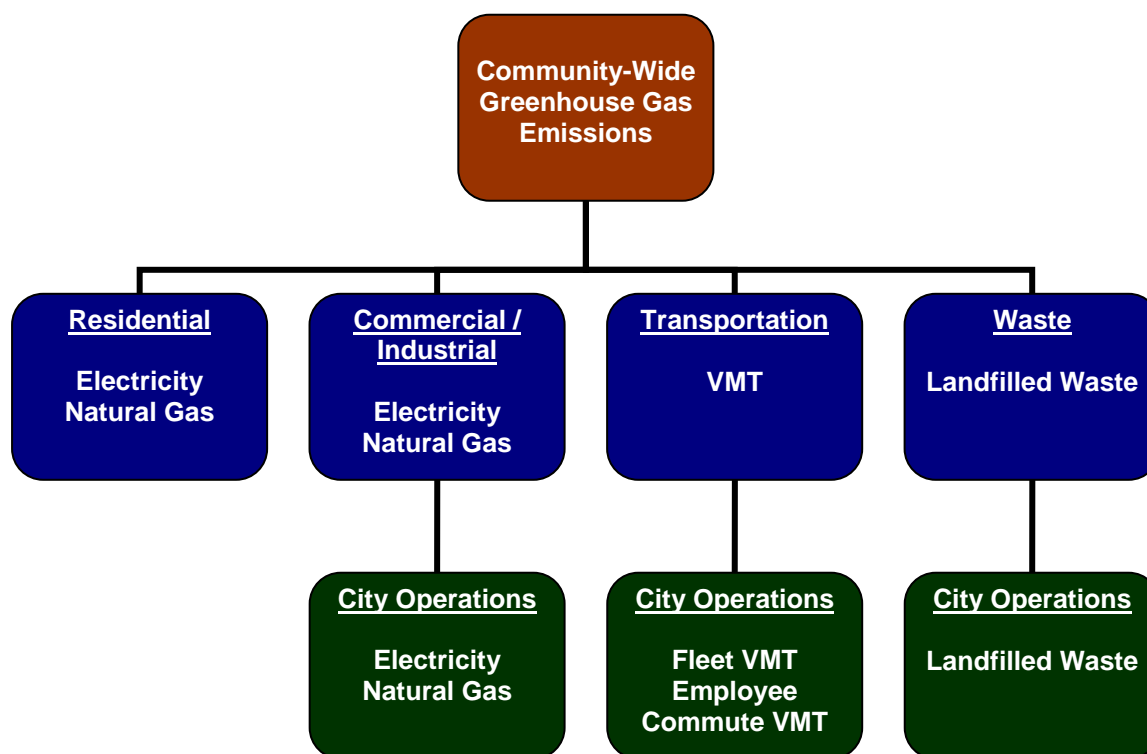 Community-Wide
Greenhouse Gas
Emissions
Residential
Electricity
Natural Gas
Commercial /
Industrial
Electricity
Natural Gas
Transportation
VMT
Waste
Landfilled Waste
City Operations
Electricity
Natural Gas
City Operations
Fleet VMT
Employee
Commute VMT
City Operations
Landfilled Waste